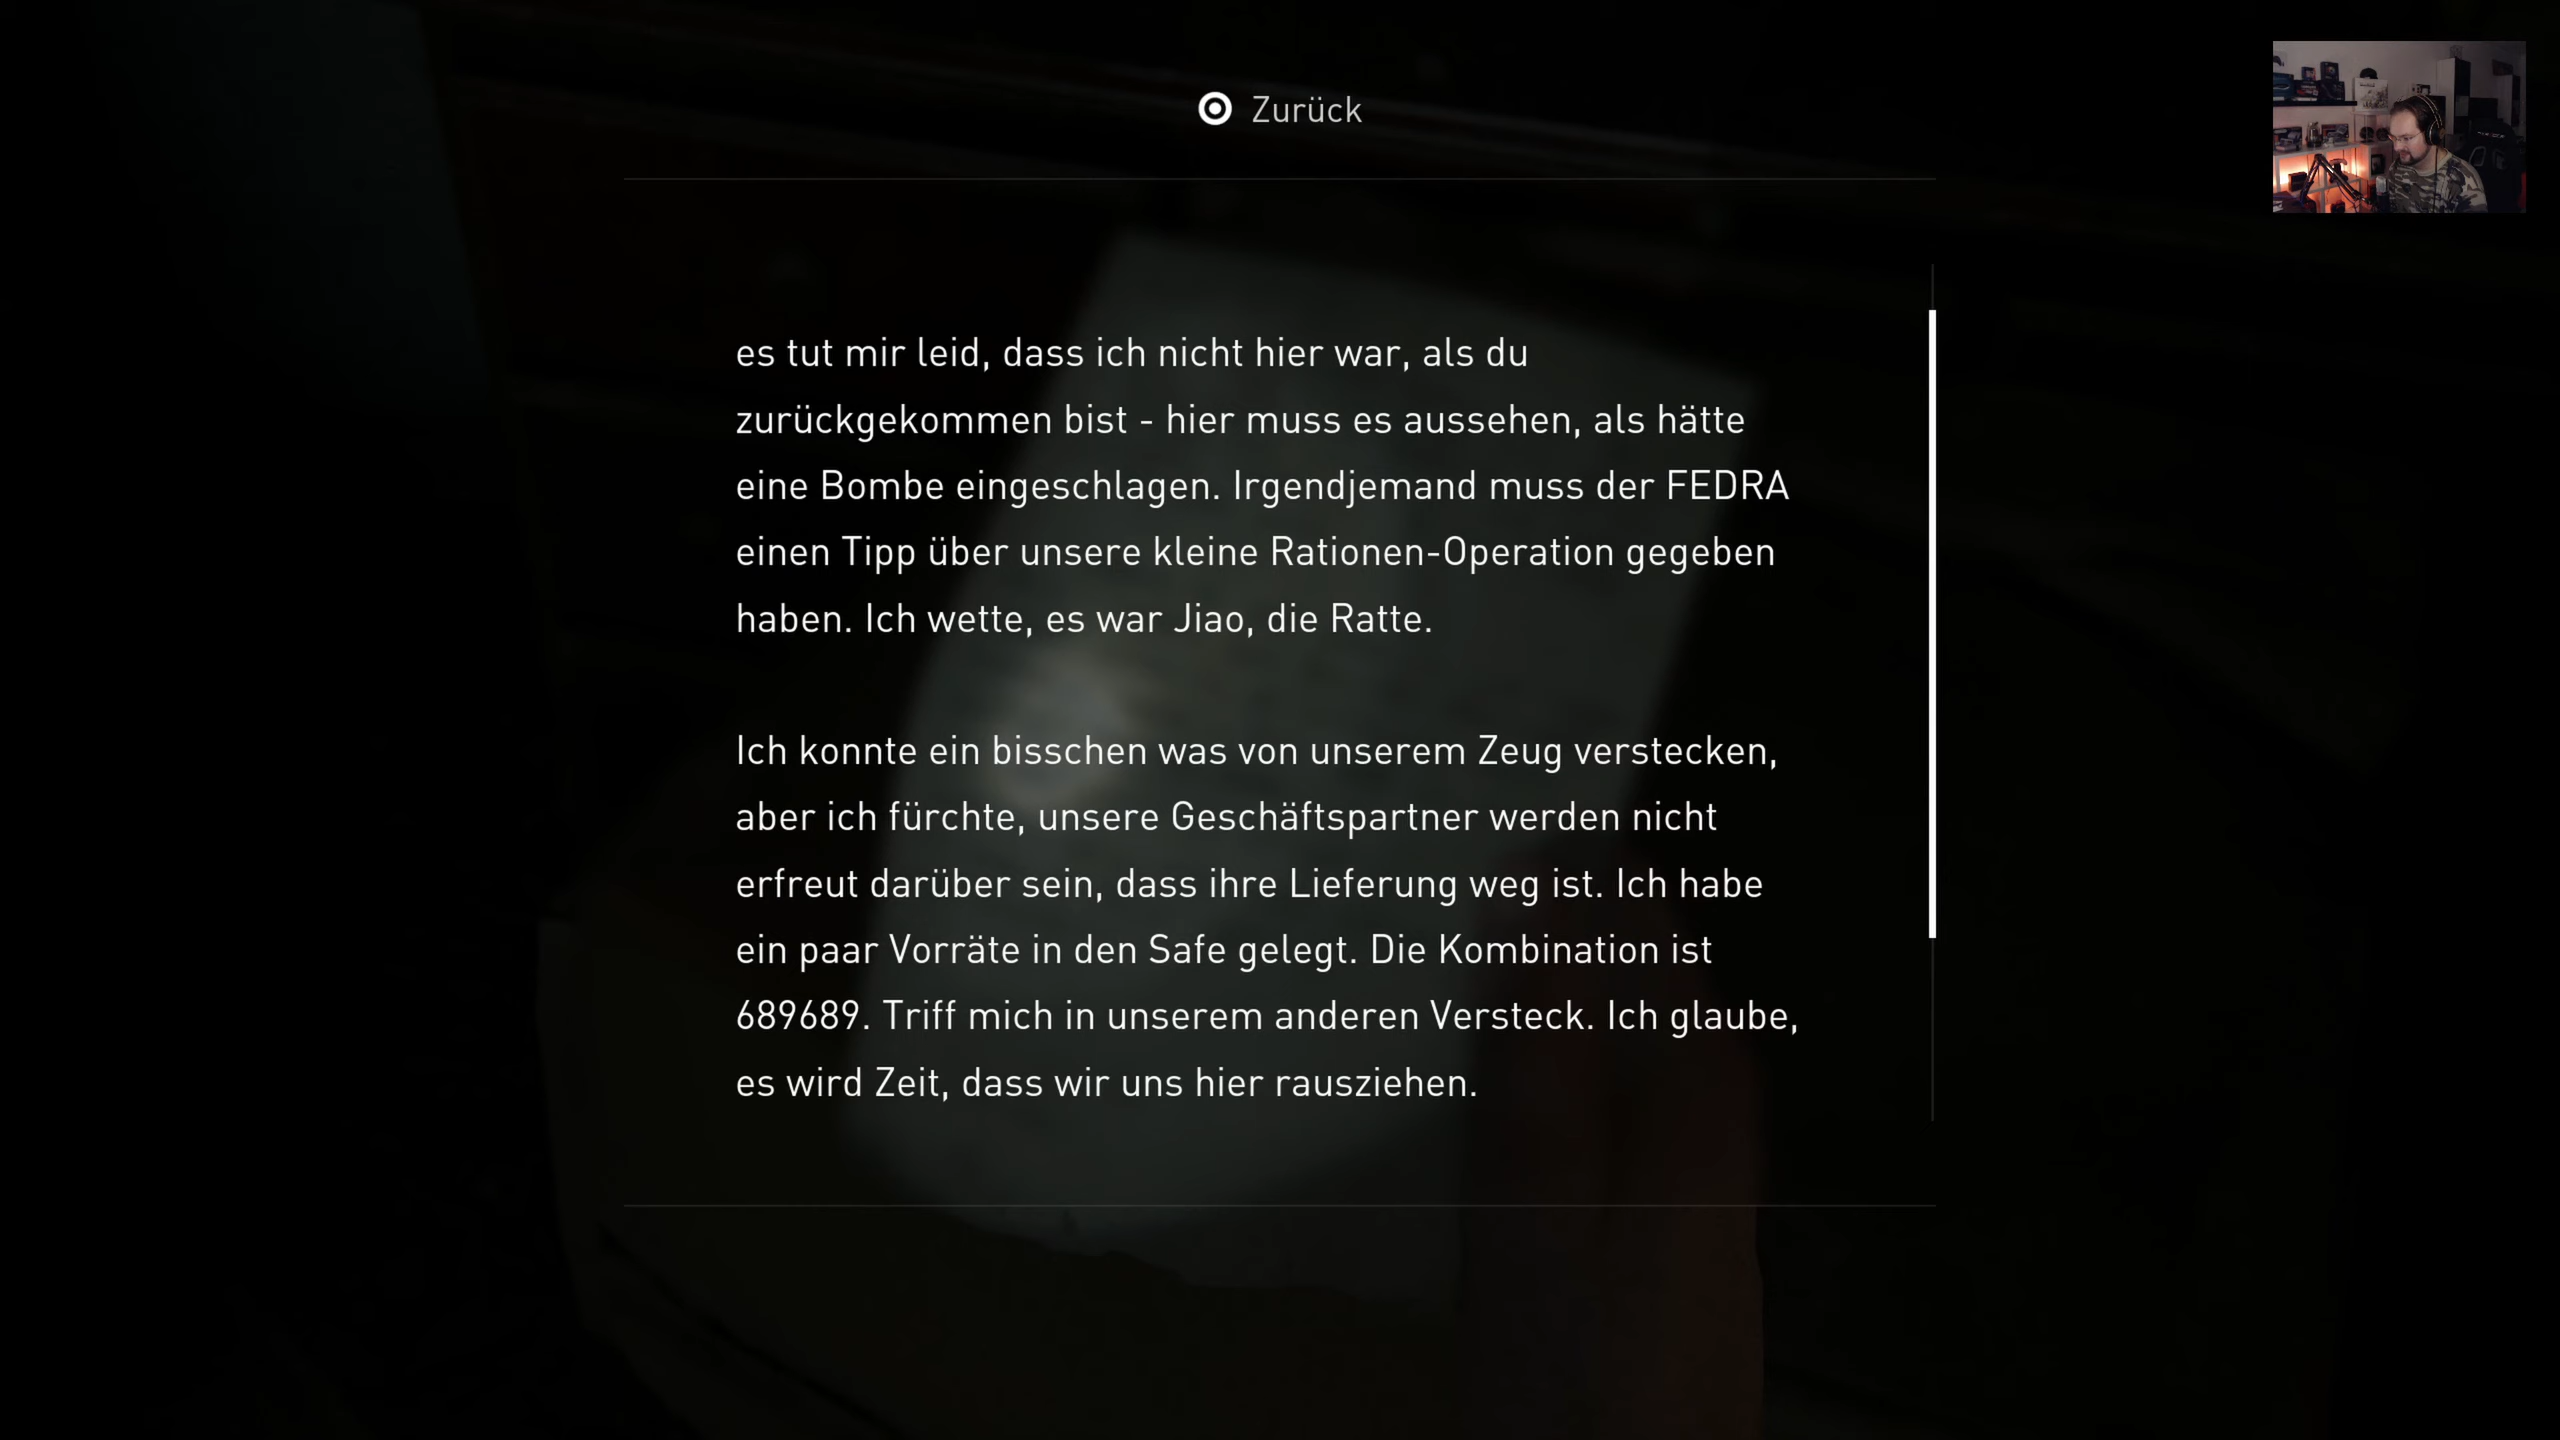 Zurück
es tut mir leid, dass ich nicht hier war, als du
zurückgekommen bist - hier muss es aussehen, als hätte
eine Bombe eingeschlagen. Irgendjemand muss der FEDRA
einen Tipp über unsere kleine Rationen-Operation gegeben
haben. Ich wette, es war Jiao, die Ratte.
Ich konnte ein bisschen was von unserem Zeug verstecken,
aber ich fürchte, unsere Geschäftspartner werden nicht
erfreut darüber sein, dass ihre Lieferung weg ist. Ich habe
ein paar Vorräte in den Safe gelegt. Die Kombination ist
689689. Triff mich in unserem anderen Versteck. Ich glaube,
es wird Zeit, dass wir uns hier rausziehen.